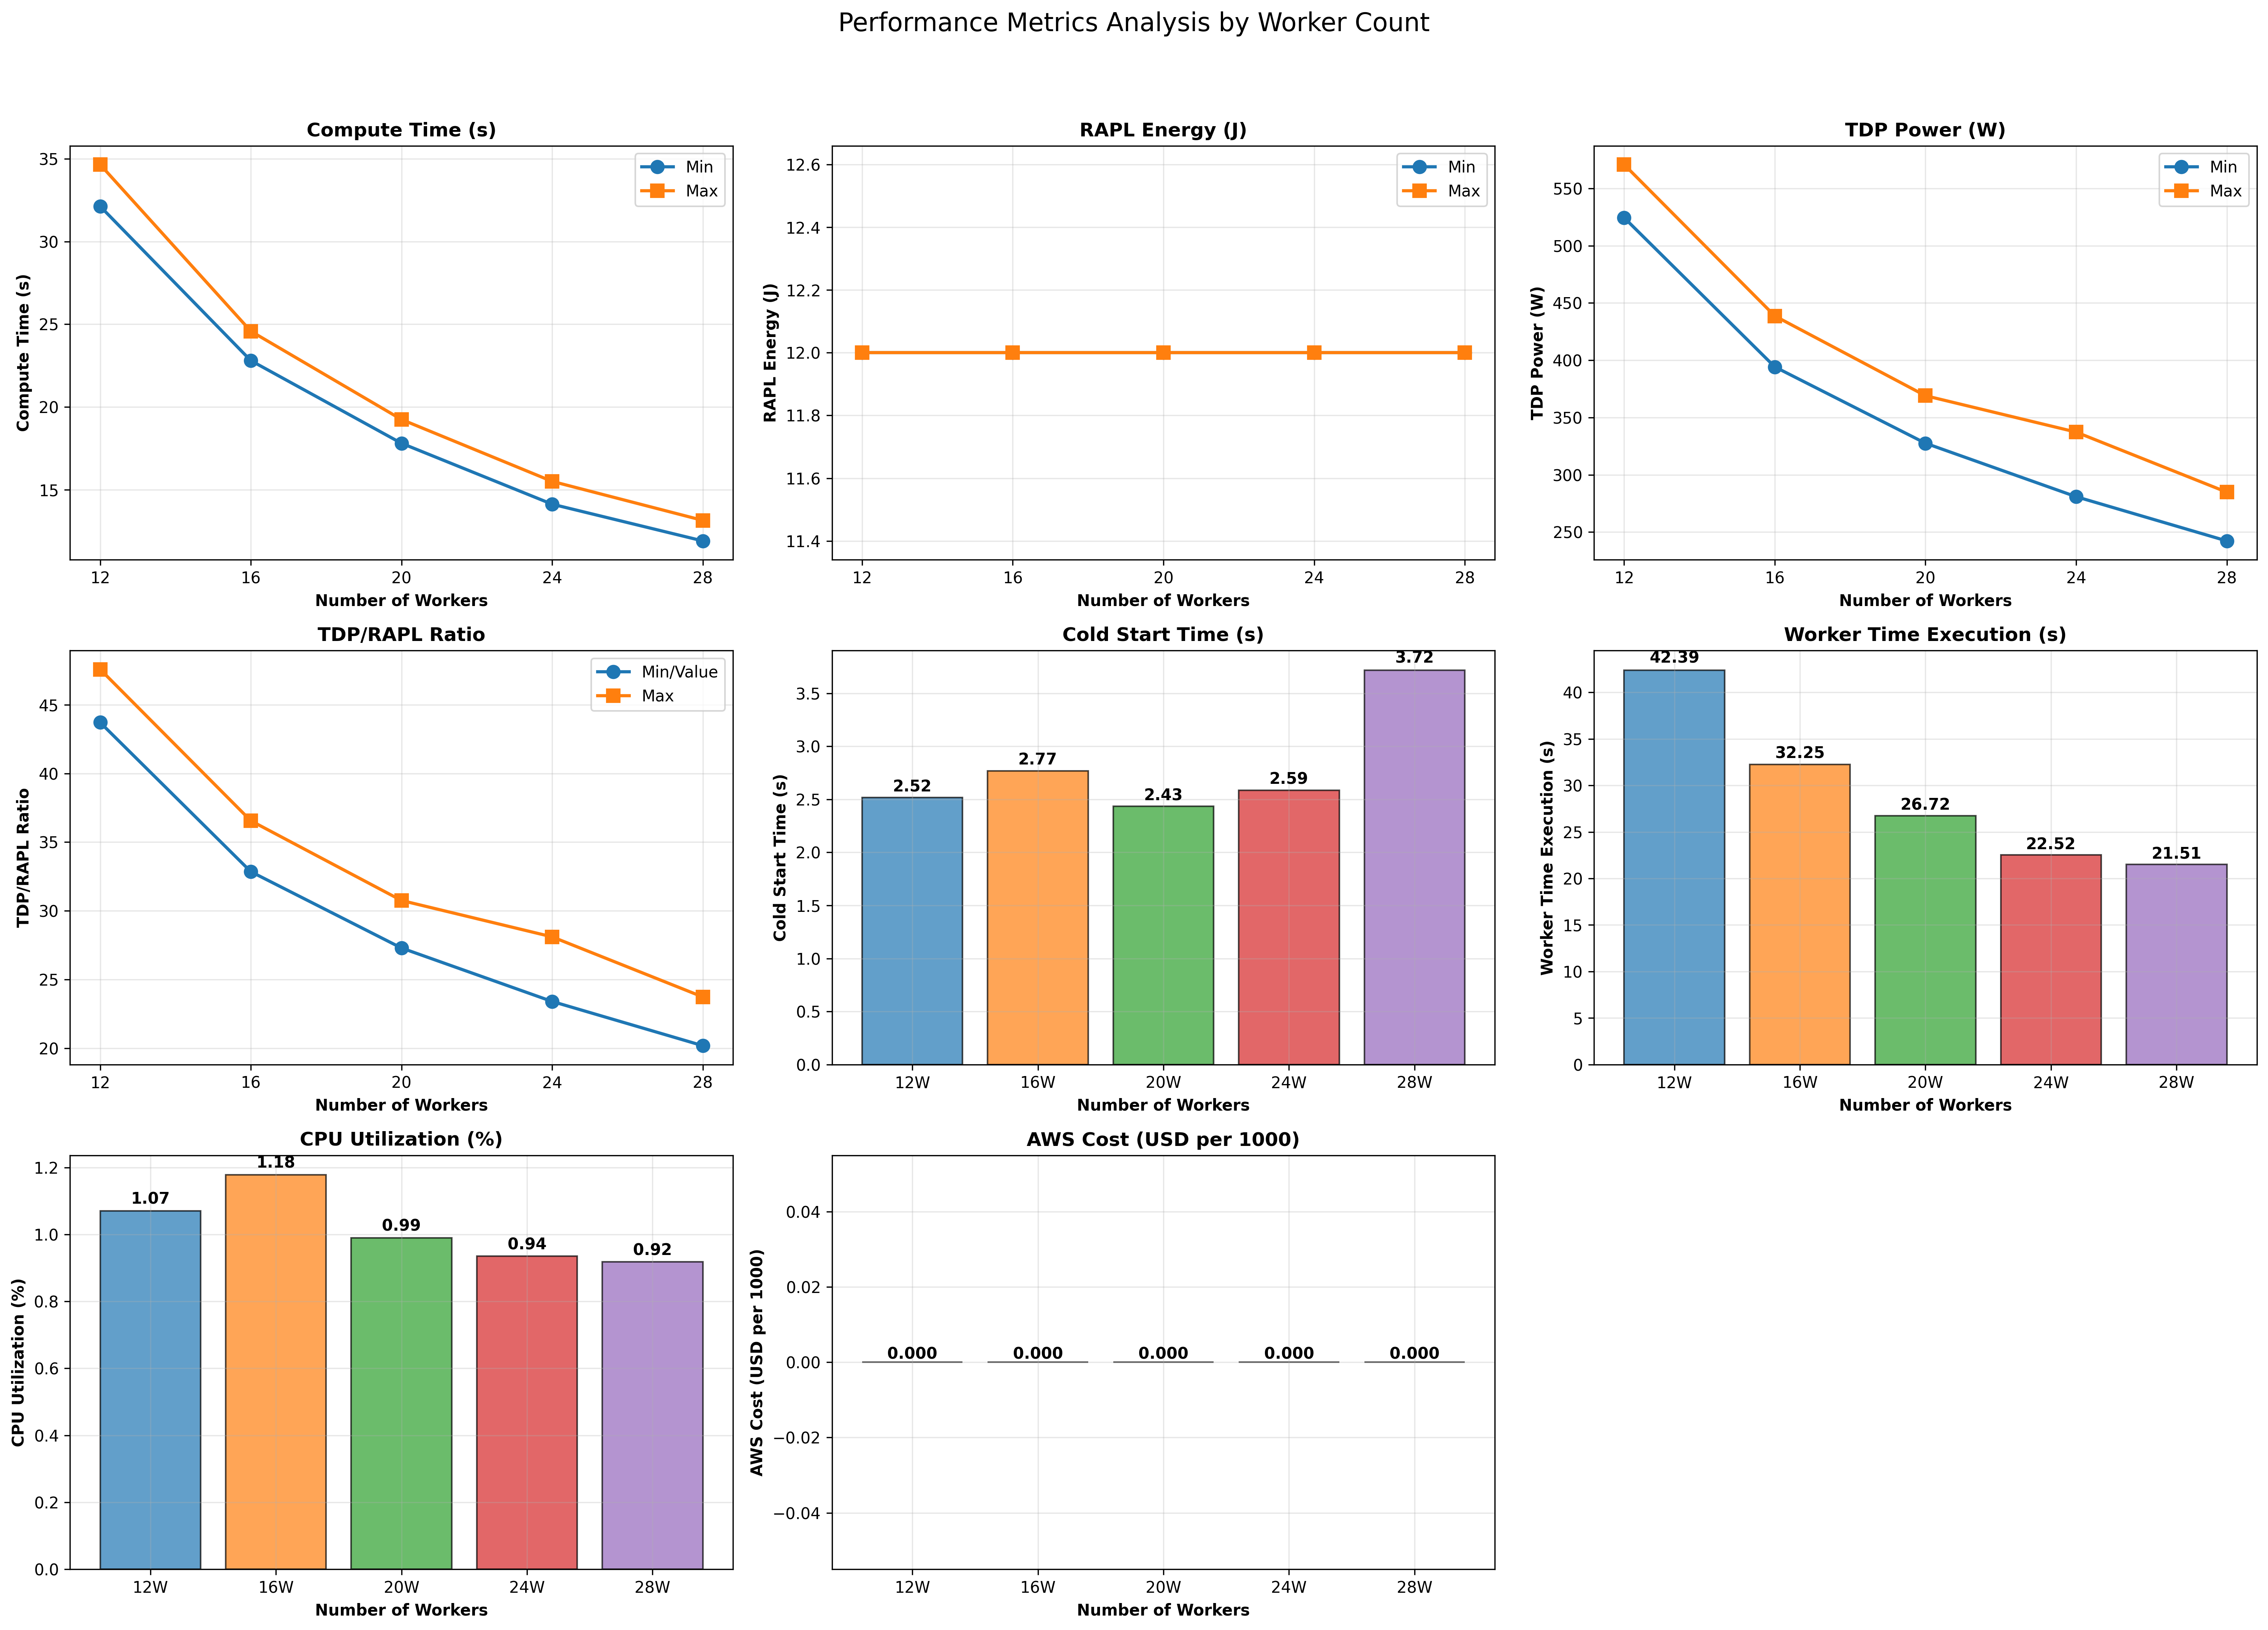 Performance Metrics Analysis by Worker Count
Compute Time (s)
Compute Time (s)
35
30
25
20
15
Min
Max
12 16 20 24 28
Number of Workers
RAPL Energy (J)
RAPL Energy (J)
12.6
12.4
12.2
12.0
11.8
11.6
11.4
Min
Max
12 16 20 24 28
Number of Workers
TDP Power (W)
TDP Power (W)
550
500
450
400
350
300
250
Min
Max
12 16 20 24 28
Number of Workers
TDP/RAPL Ratio
TDP/RAPL Ratio
45
40
35
30
25
20
Min/Value
Max
12 16 20 24 28
Number of Workers
Cold Start Time (s)
Cold Start Time (s)
3.5
3.0
2.5
2.0
1.5
1.0
0.5
0.0
2.52 2.77 2.43 2.59 3.72
12W 16W 20W 24W 28W
Number of Workers
Worker Time Execution (s)
Worker Time Execution (s)
40
35
30
25
20
15
10
5
0
42.39 32.25 26.72 22.52 21.51
12W 16W 20W 24W 28W
Number of Workers
CPU Utilization (%)
CPU Utilization (%)
1.2
1.0
0.8
0.6
0.4
0.2
0.0
1.07 1.18 0.99 0.94 0.92
12W 16W 20W 24W 28W
Number of Workers
AWS Cost (USD per 1000)
AWS Cost (USD per 1000)
0.04
0.02
0.00
−0.02
−0.04
0.000 0.000 0.000 0.000 0.000
12W 16W 20W 24W 28W
Number of Workers